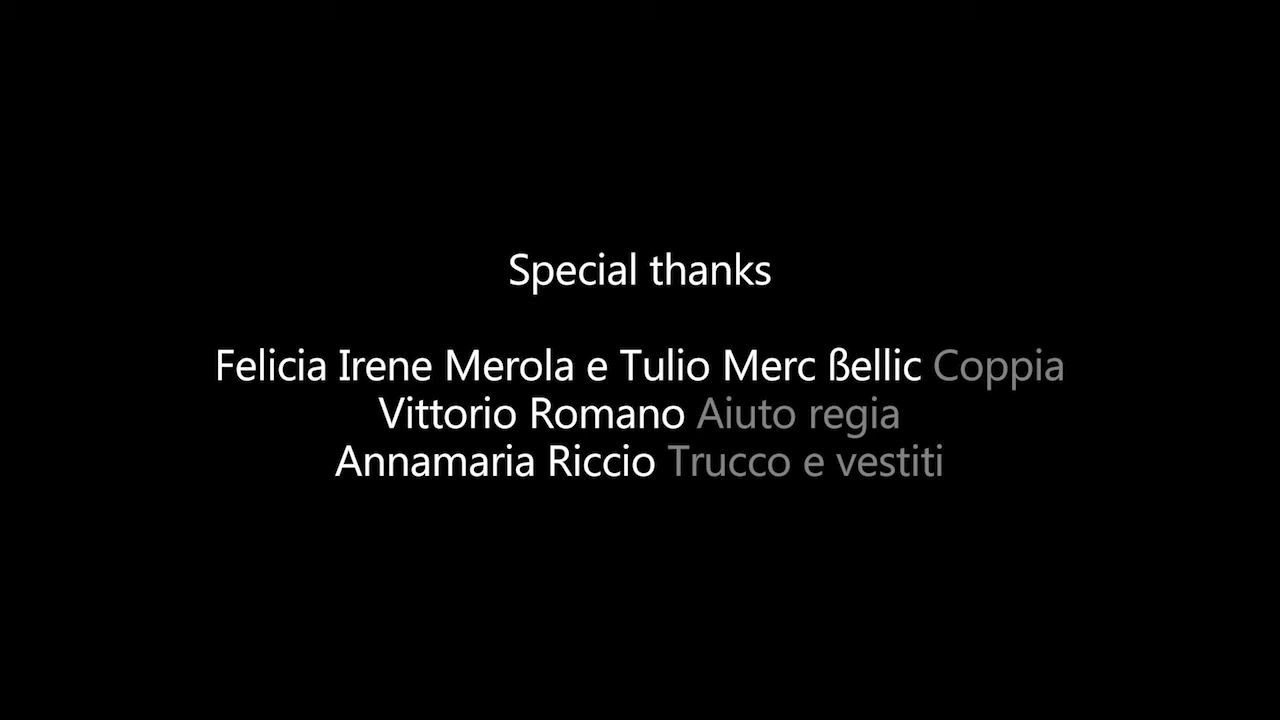 Special thanks
Felicia Irene Merola e Tulio Merc ßellic Coppia
Vittorio Romano Aiuto regia
Annamaria Riccio Trucco e vestiti